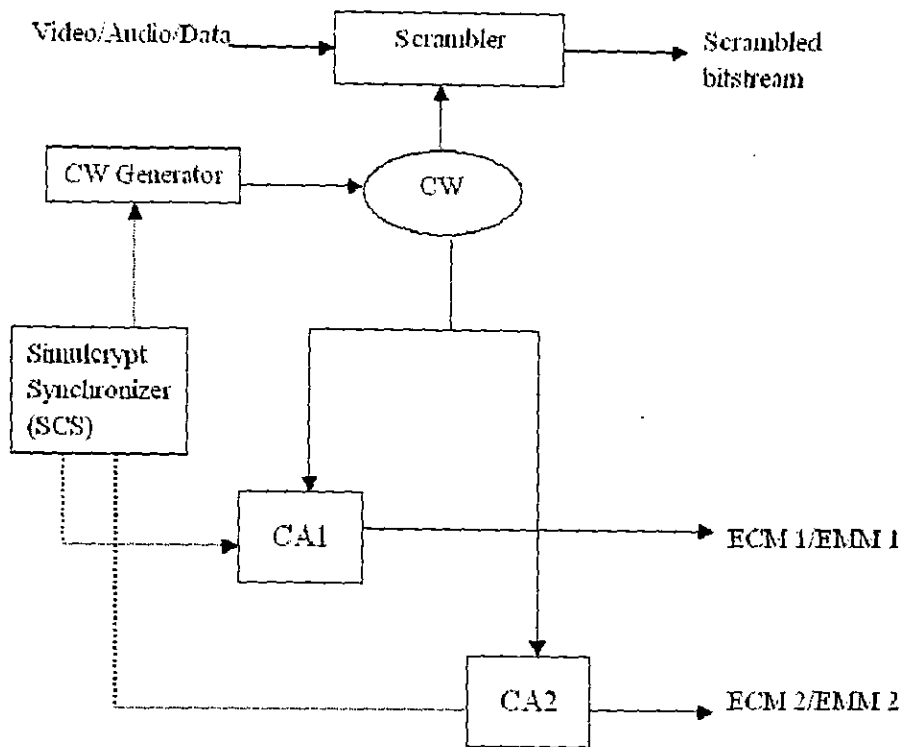 Video/Audio/Data
Scrambler
Scrambled
bitstream
CW Generator
CW
Simulcrypt
Synchronizer
(SCS)
CA1
ECM 1/EMM 1
CA2
ECM 2/EMM 2